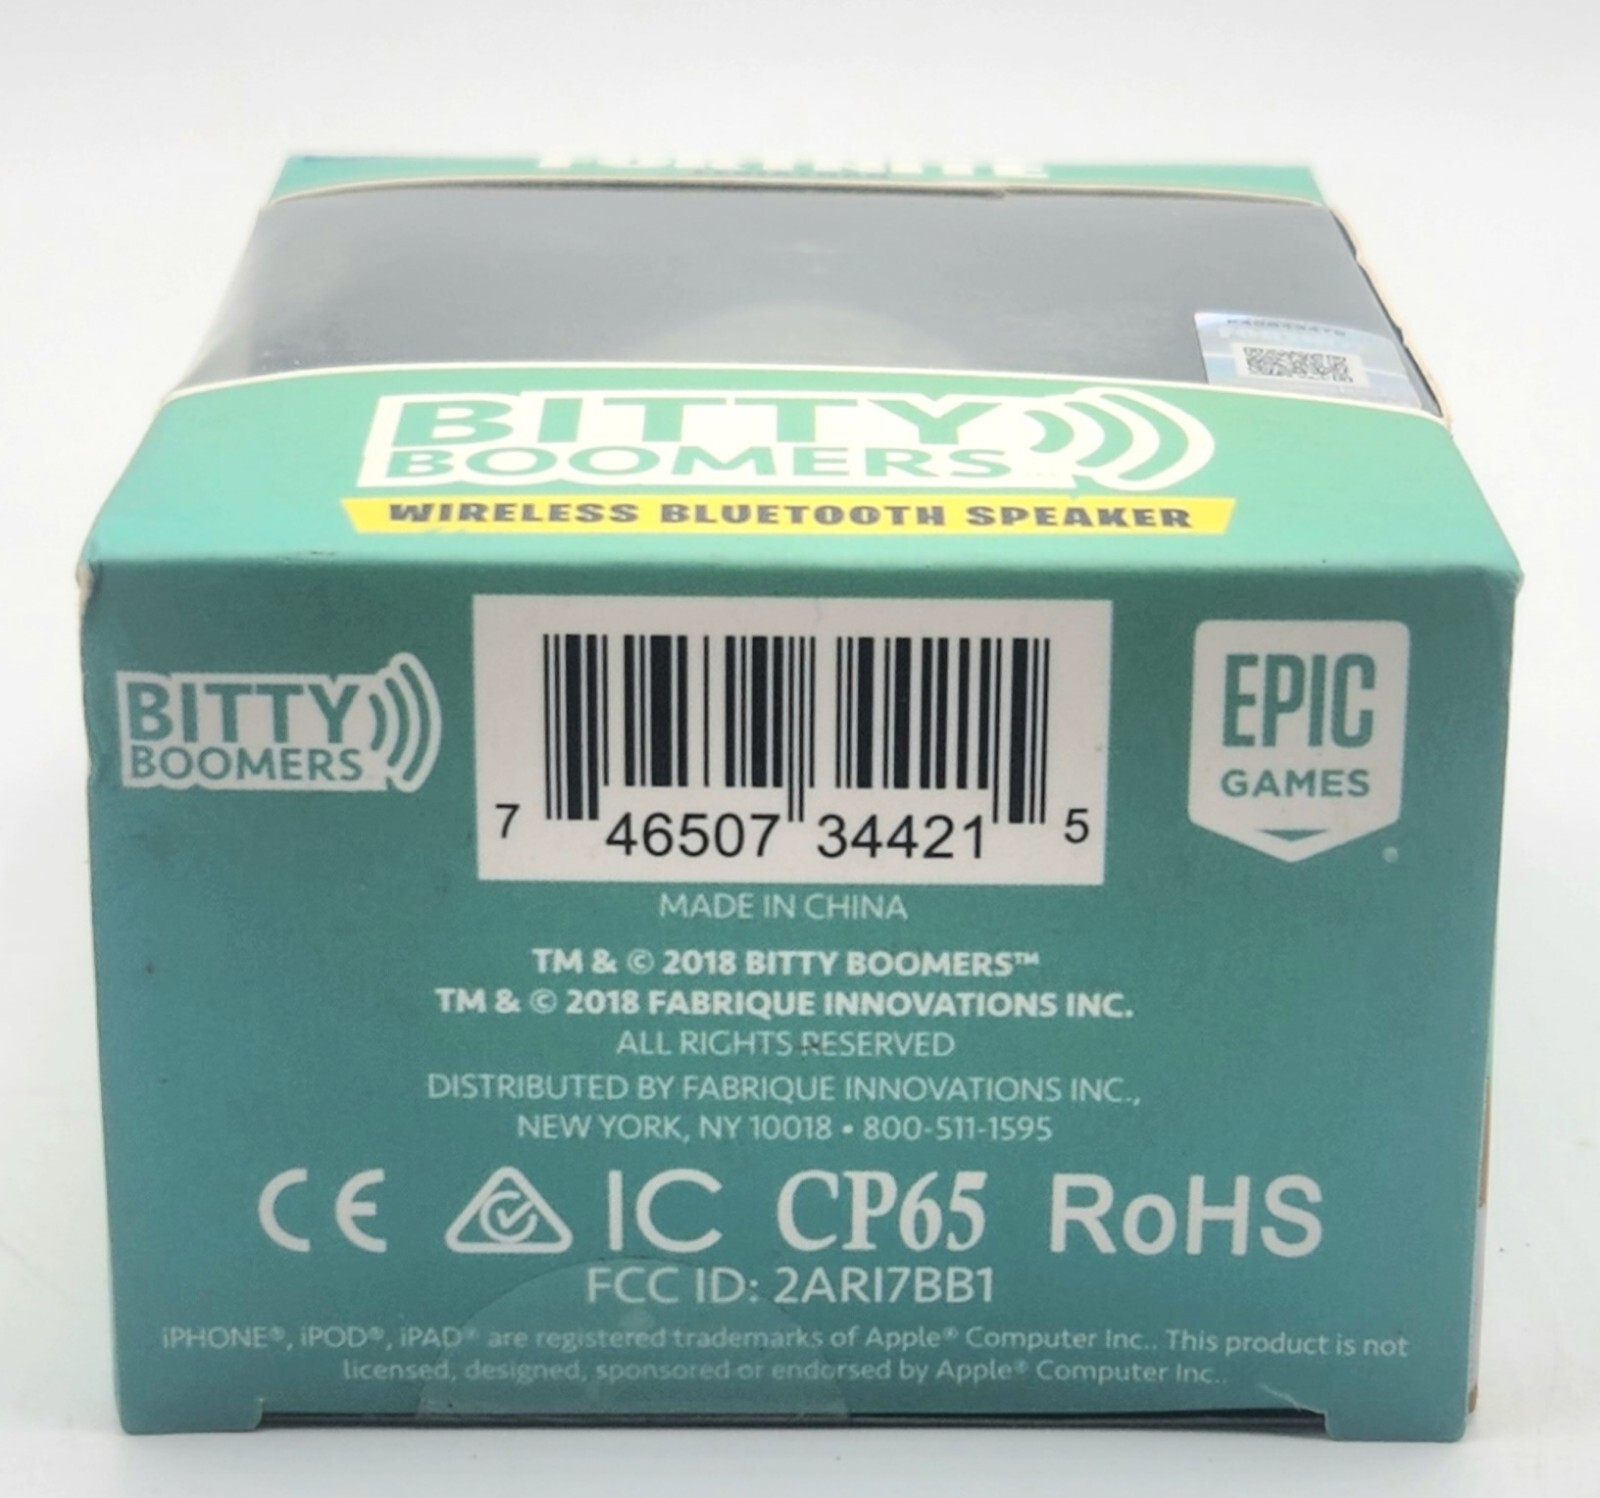 BITTY
BOOMERS
WIRELESS BLUETOOTH SPEAKER
BITTY
BOOMERS
7 46507 34421 5
EPIC
GAMES
MADE IN CHINA
TM & © 2018 BITTY BOOMERS™
TM & © 2018 FABRIQUE INNOVATIONS INC.
ALL RIGHTS RESERVED
DISTRIBUTED BY FABRIQUE INNOVATIONS INC.,
NEW YORK, NY 10018 • 800-511-1595
CE IC CP65 RoHS
FCC ID: 2ARI7BB1
iPHONE®, iPOD®, iPAD® are registered trademarks of Apple® Computer Inc.. This product is not
licensed, designed, sponsored or endorsed by Apple® Computer Inc..